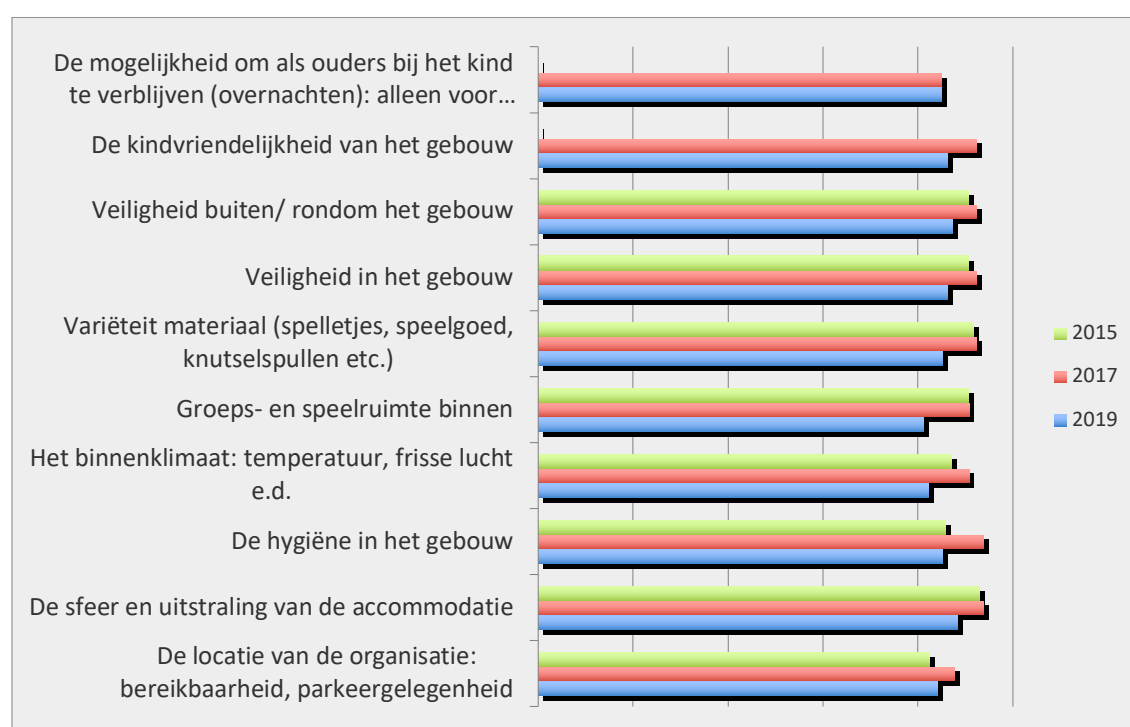 De mogelijkheid om als ouders bij het kind
te verblijven (overnachten): alleen voor…
De kindvriendelijkheid van het gebouw
Veiligheid buiten/ rondom het gebouw
Veiligheid in het gebouw
Variëteit materiaal (spelletjes, speelgoed,
knutselspullen etc.)
Groeps- en speelruimte binnen
Het binnenklimaat: temperatuur, frisse lucht
e.d.
De hygiëne in het gebouw
De sfeer en uitstraling van de accommodatie
De locatie van de organisatie:
bereikbaarheid, parkeergelegenheid
2015
2017
2019